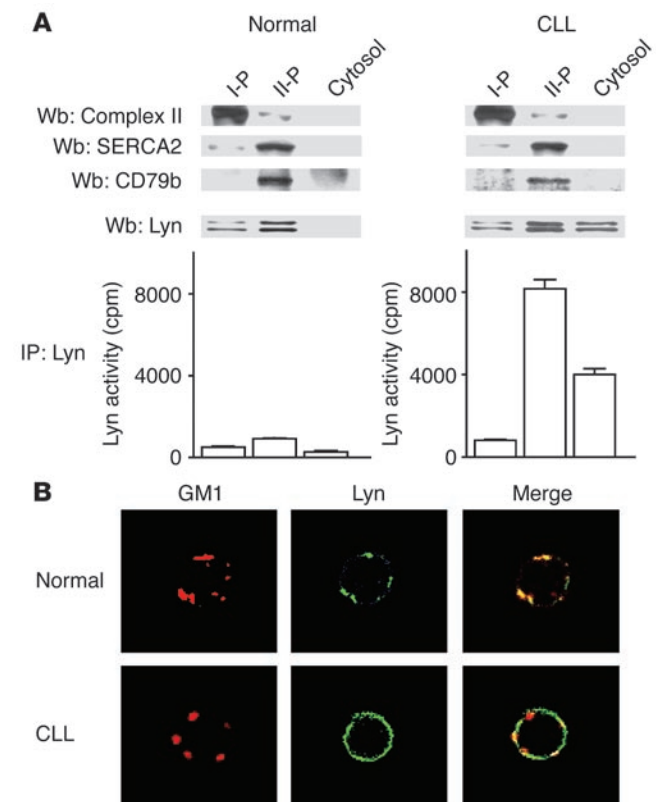 A
Normal
CLL
I-P II-P Cytosol
I-P II-P Cytosol
Wb: Complex II
Wb: SERCA2
Wb: CD79b
Wb: Lyn
IP: Lyn
Lyn activity (cpm)
8000
4000
0
Lyn activity (cpm)
8000
4000
0
B
GM1 Lyn Merge
Normal
CLL